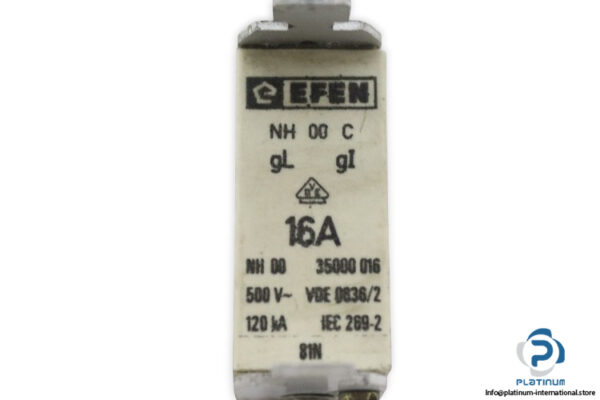 EFEN
NH 00 C
gL gI
VDE
16A
NH 00 35000 016
500 V~ VDE 0636/2
120 kA IEC 269-2
81N
PLATINUM
Info@platinum-international.store